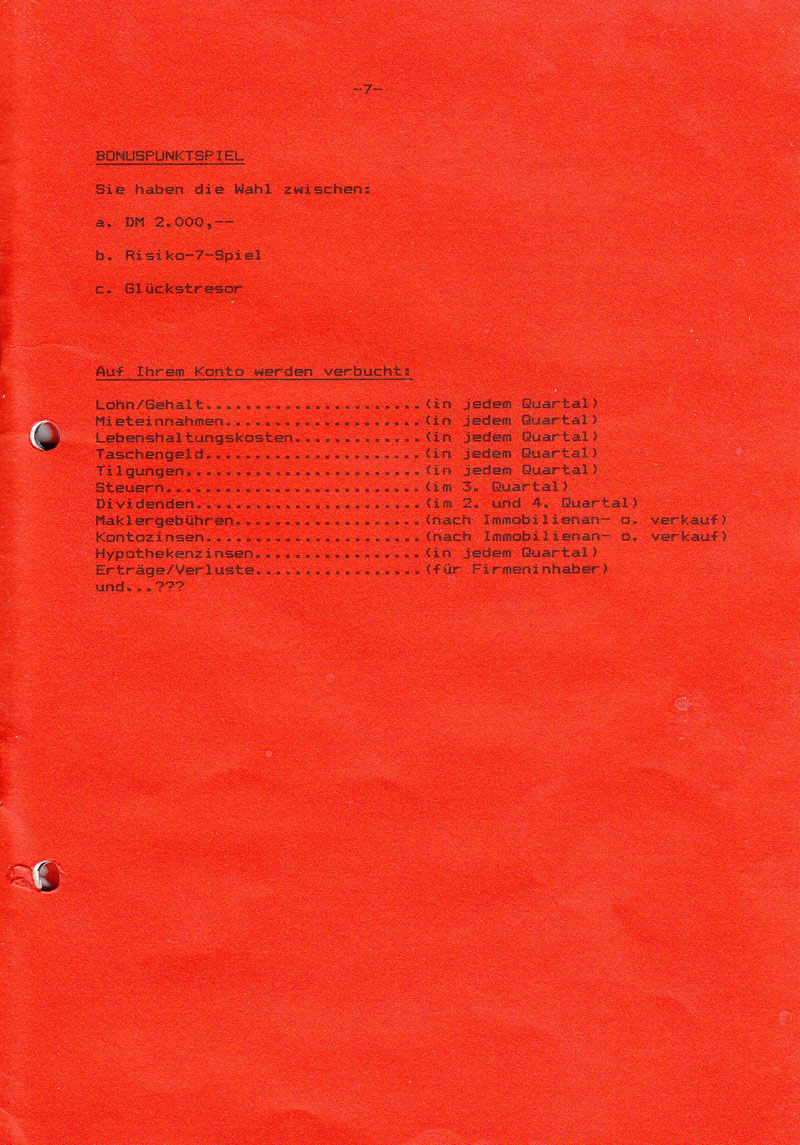 -7-
BONUSPUNKTSPIEL
Sie haben die Wahl zwischen:
a. DM 2.000,--
b. Risiko-7-Spiel
c. Glückstresor
Auf Ihrem Konto werden verbucht:
Lohn/Gehalt......................(in jedem Quartal)
Mieteinnahmen....................(in jedem Quartal)
Lebenshaltungskosten.............(in jedem Quartal)
Taschengeld......................(in jedem Quartal)
Tilgungen........................(in jedem Quartal)
Steuern..........................(im 3. Quartal)
Dividenden.......................(im 2. und 4. Quartal)
Maklergebühren...................(nach Immobilienan- o. verkauf)
Kontozinsen......................(nach Immobilienan- o. verkauf)
Hypothekenzinsen.................(in jedem Quartal)
Erträge/Verluste.................(für Firmeninhaber)
und...???